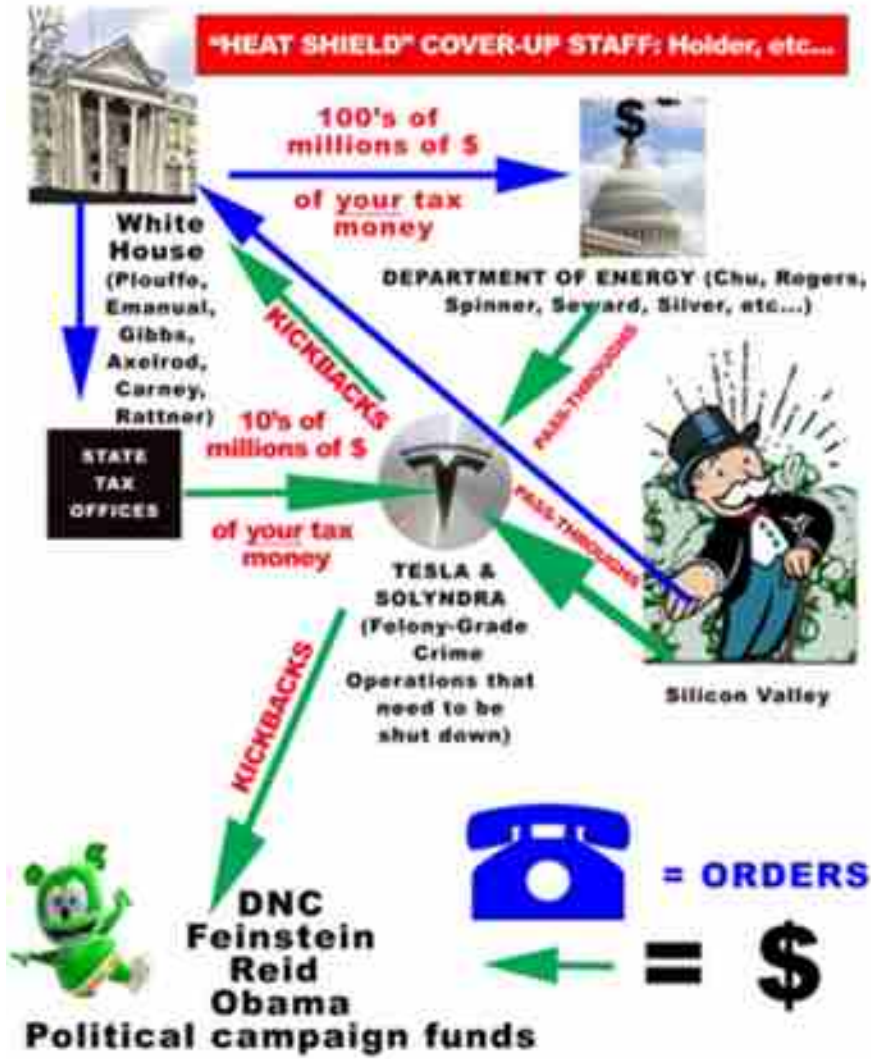 "HEAT SHIELD" COVER-UP STAFF: Holder, etc...
100's of
millions of $
of your tax
money
White
House
(Plouffe,
Emanual,
Gibbs,
Axelrod,
Carney,
Rattner)
DEPARTMENT OF ENERGY (Chu, Rogers,
Spinner, Seward, Silver, etc...)
KICKBACKS
PASS-THROUGHS
STATE
TAX
OFFICES
10's of
millions of $
of your tax
money
PASS-THROUGHS
TESLA &
SOLYNDRA
(Felony-Grade
Crime
Operations that
need to be
shut down)
Silicon Valley
KICKBACKS
DNC
Feinstein
Reid
Obama
Political campaign funds
= ORDERS
= $